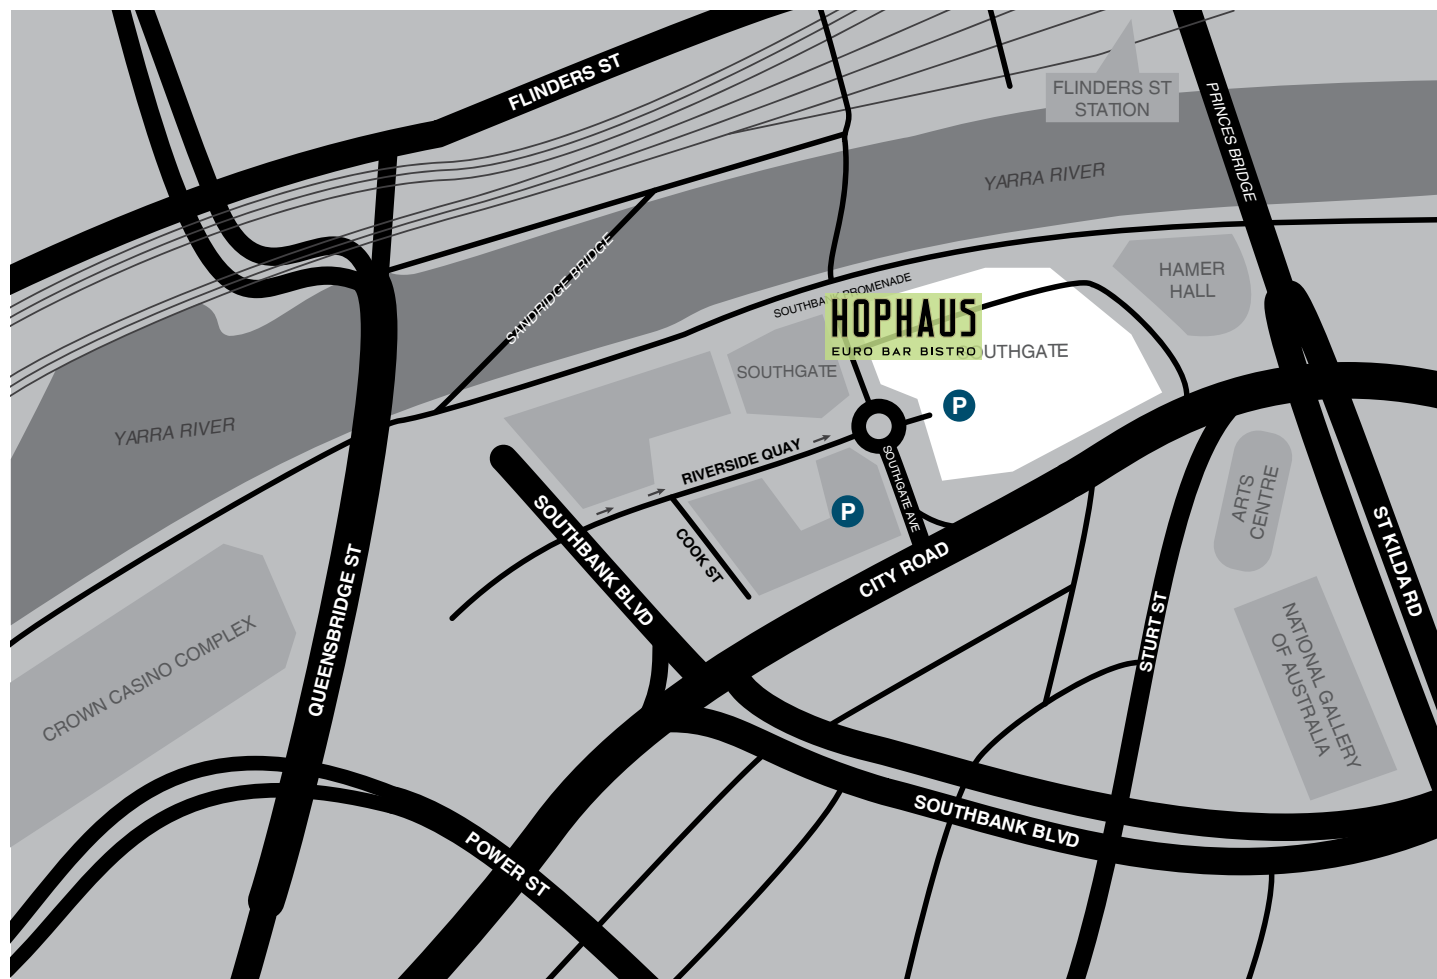 FLINDERS ST
FLINDERS ST
STATION
PRINCES BRIDGE
YARRA RIVER
SANDRIDGE BRIDGE
HAMER
HALL
SOUTHBANK PROMENADE
HOPHAUS
EURO BAR BISTRO
SOUTHGATE
SOUTHGATE
P
YARRA RIVER
RIVERSIDE QUAY
SOUTHGATE AVE
P
ARTS
CENTRE
SOUTHBANK BLVD
COOK ST
CITY ROAD
ST KILDA RD
QUEENSBRIDGE ST
STURT ST
CROWN CASINO COMPLEX
NATIONAL GALLERY
OF AUSTRALIA
SOUTHBANK BLVD
POWER ST